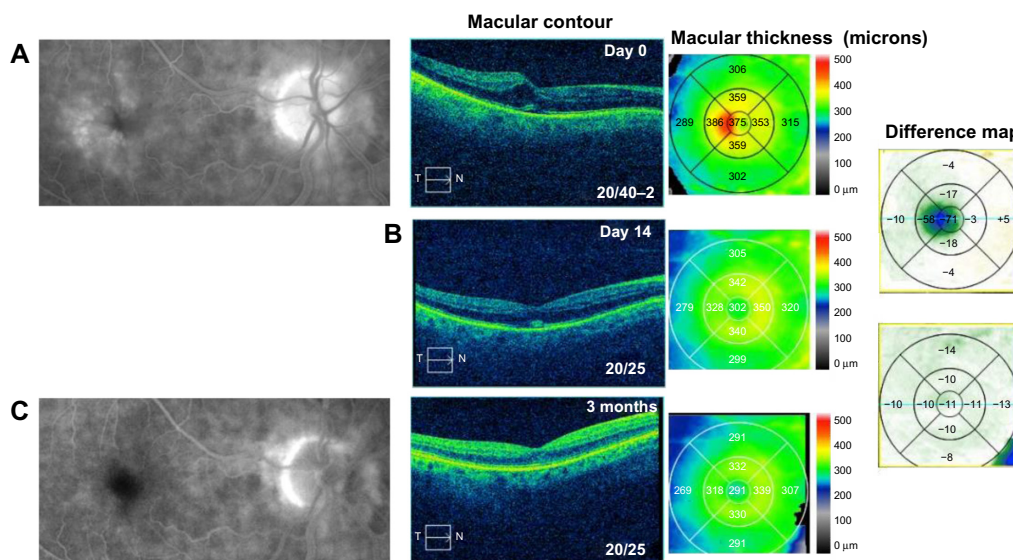 Macular contour
Macular thickness (microns)
Difference map
A
Day 0
T N
20/40–2
306
359
289 386 375 353 315
359
302
500
400
300
200
100
0 µm
−4
−17
−10 −58 −71 −3 +5
−18
−4
B
Day 14
T N
20/25
305
342
279 328 302 350 320
340
299
500
400
300
200
100
0 µm
−14
−10
−10 −10 −11 −11 −13
−10
−8
C
3 months
T N
20/25
291
332
269 318 291 339 307
330
291
500
400
300
200
100
0 µm